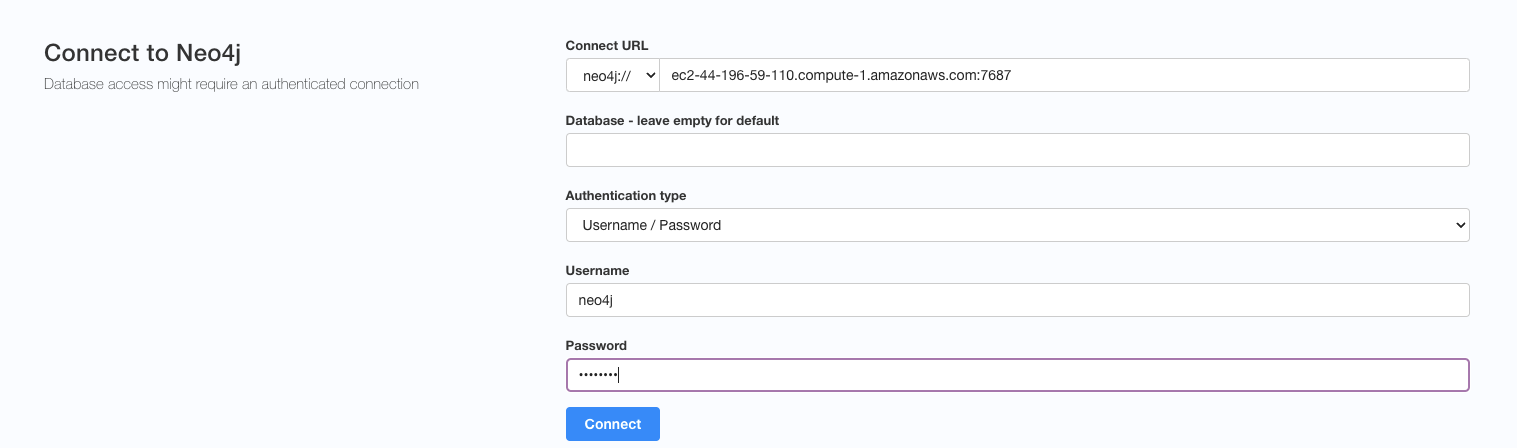 Connect to Neo4j
Database access might require an authenticated connection
Connect URL
neo4j://
ec2-44-196-59-110.compute-1.amazonaws.com:7687
Database - leave empty for default
Authentication type
Username / Password
Username
neo4j
Password
••••••••
Connect